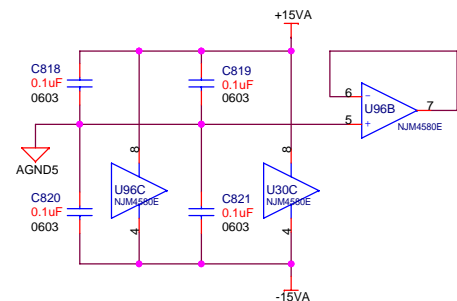 +15VA
C818
0.1uF
0603
C819
0.1uF
0603
6
5
7
U96B
NJM4580E
AGND5
8
8
C820
0.1uF
0603
U96C
NJM4580E
C821
0.1uF
0603
U30C
NJM4580E
4
4
-15VA